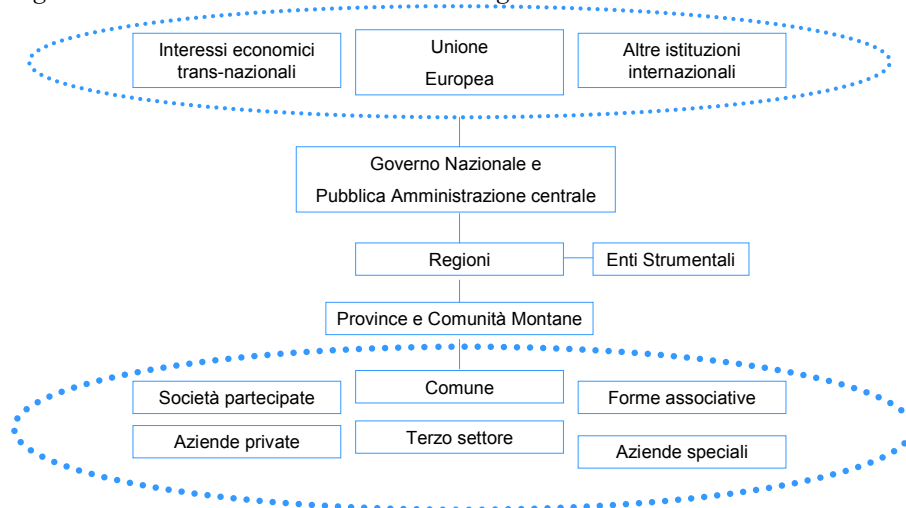 Interessi economici
trans-nazionali
Unione
Europea
Altre istituzioni
internazionali
Governo Nazionale e
Pubblica Amministrazione centrale
Regioni
Enti Strumentali
Province e Comunità Montane
Società partecipate
Comune
Forme associative
Aziende private
Terzo settore
Aziende speciali